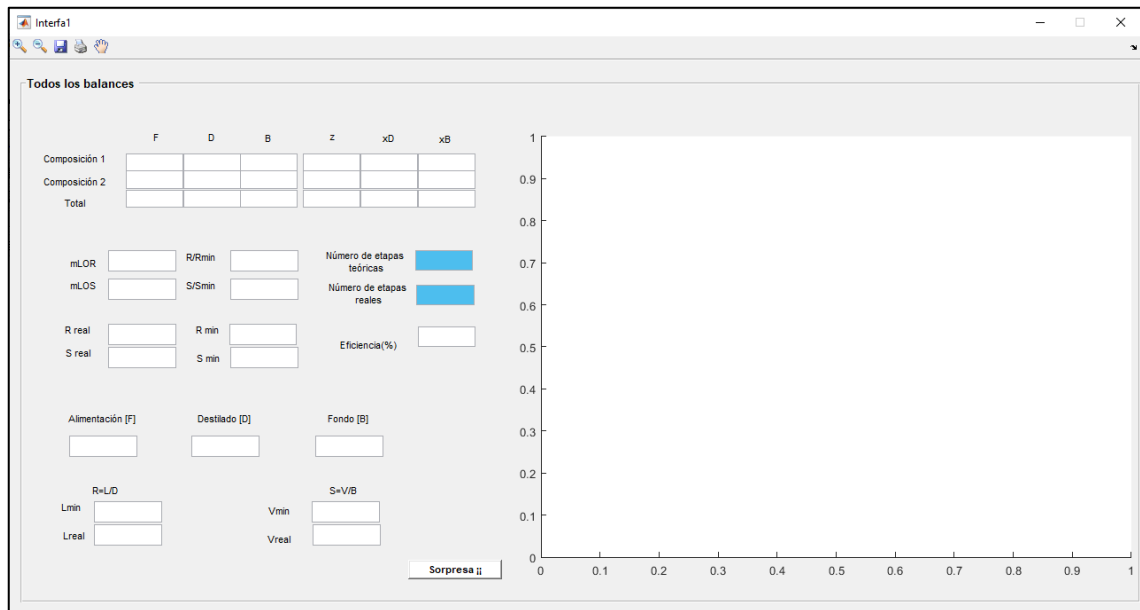 Interfa1
Todos los balances
F D B z xD xB
Composición 1
Composición 2
Total
mLOR R/Rmin Número de etapas
teóricas
mLOS S/Smin Número de etapas
reales
R real R min
S real S min Eficiencia(%)
Alimentación [F] Destilado [D] Fondo [B]
R=L/D S=V/B
Lmin Vmin
Lreal Vreal
Sorpresa ¡¡
1
0.9
0.8
0.7
0.6
0.5
0.4
0.3
0.2
0.1
0
0 0.1 0.2 0.3 0.4 0.5 0.6 0.7 0.8 0.9 1